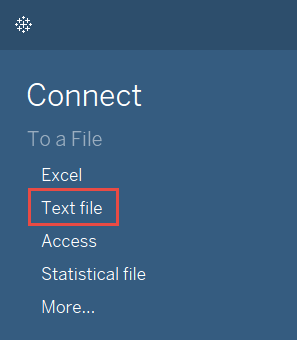 Connect
To a File
Excel
Text file
Access
Statistical file
More...